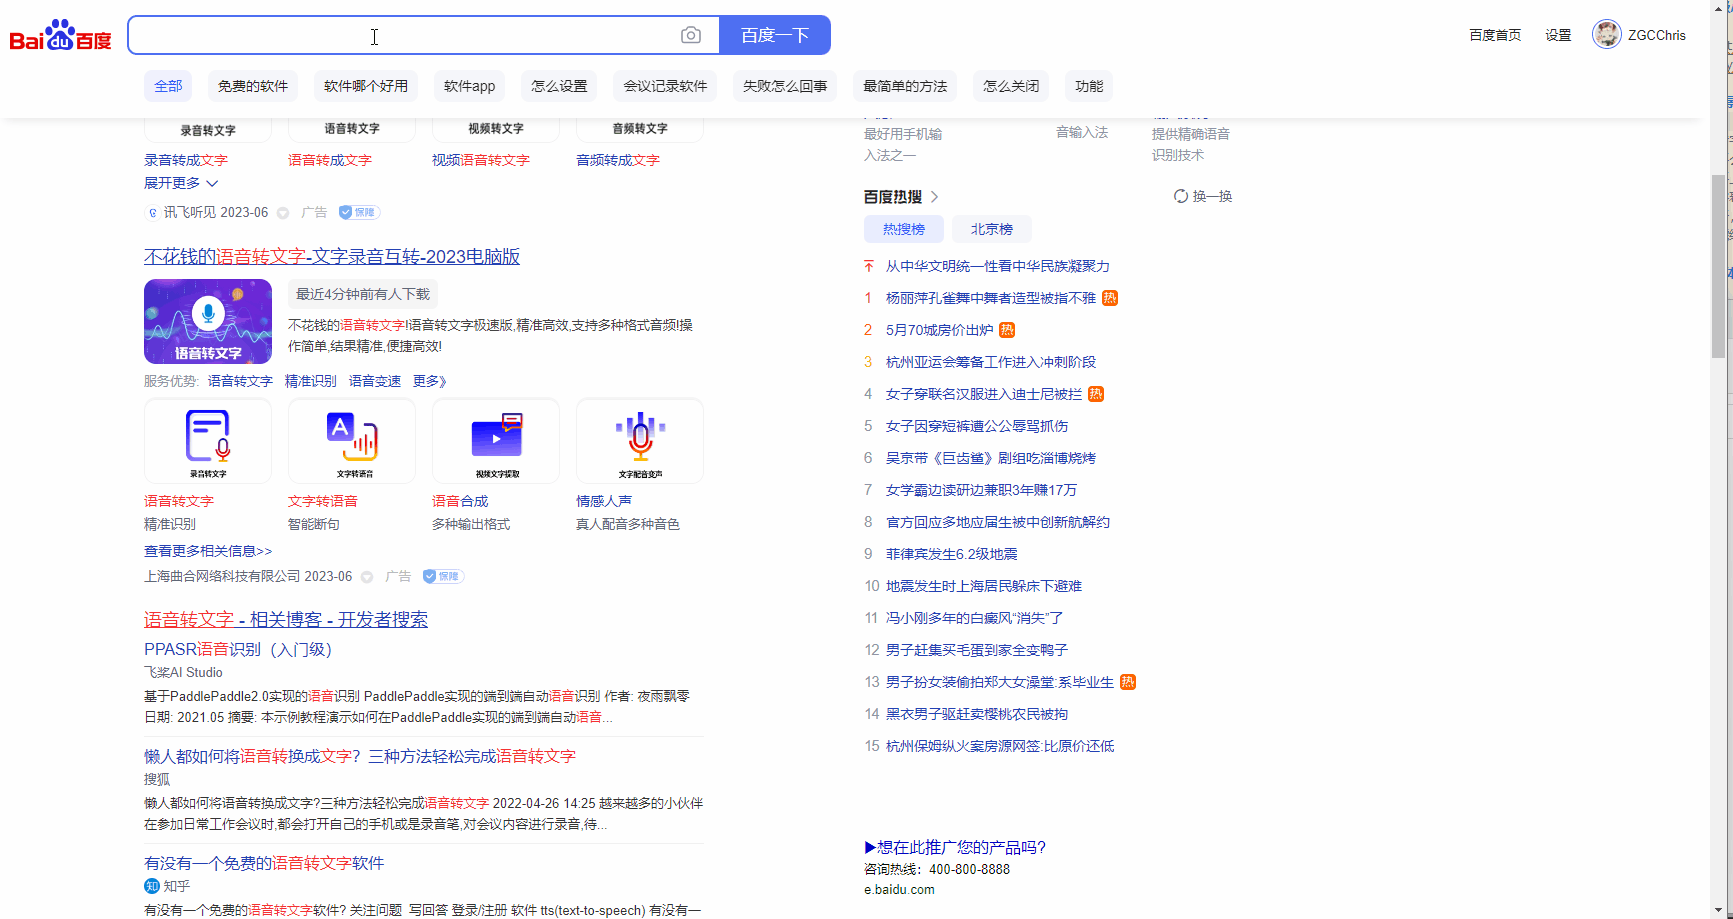 Bai du 百度
百度一下
百度首页 设置 ZGCChris
全部 免费的软件 软件哪个好用 软件app 怎么设置 会议记录软件 失败怎么回事 最简单的方法 怎么关闭 功能
录音转文字 语音转文字 视频转文字 音频转文字
录音转成文字 语音转成文字 视频语音转文字 音频转成文字
展开更多
讯飞听见 2023-06 广告 保障
不花钱的语音转文字-文字录音互转-2023电脑版
最近4分钟前有人下载
不花钱的语音转文字!语音转文字极速版,精准高效,支持多种格式音频!操
作简单,结果精准,便捷高效!
语音转文字
服务优势: 语音转文字 精准识别 语音变速 更多》
录音转文字 文字转语音 视频文字提取 文字配音变声
语音转文字 文字转语音 语音合成 情感人声
精准识别 智能断句 多种输出格式 真人配音多种音色
查看更多相关信息>>
上海曲合网络科技有限公司 2023-06 广告 保障
语音转文字 - 相关博客 - 开发者搜索
PPASR语音识别（入门级）
飞桨AI Studio
基于PaddlePaddle2.0实现的语音识别 PaddlePaddle实现的端到端自动语音识别 作者: 夜雨飘零
日期: 2021.05 摘要: 本示例教程演示如何在PaddlePaddle实现的端到端自动语音...
懒人都如何将语音转换成文字？三种方法轻松完成语音转文字
搜狐
懒人都如何将语音转换成文字?三种方法轻松完成语音转文字 2022-04-26 14:25 越来越多的小伙伴
在参加日常工作会议时,都会打开自己的手机或是录音笔,对会议内容进行录音,待...
有没有一个免费的语音转文字软件
知 知乎
有没有一个免费的语音转文字软件? 关注问题 写回答 登录/注册 软件 tts(text-to-speech) 有没有一
最好用手机输 音输入法 提供精确语音
入法之一 识别技术
百度热搜 换一换
热搜榜 北京榜
从中华文明统一性看中华民族凝聚力
1 杨丽萍孔雀舞中舞者造型被指不雅 热
2 5月70城房价出炉 热
3 杭州亚运会筹备工作进入冲刺阶段
4 女子穿联名汉服进入迪士尼被拦 热
5 女子因穿短裤遭公公辱骂抓伤
6 吴京带《巨齿鲨》剧组吃淄博烧烤
7 女学霸边读研边兼职3年赚17万
8 官方回应多地应届生被中创新航解约
9 菲律宾发生6.2级地震
10 地震发生时上海居民躲床下避难
11 冯小刚多年的白癜风“消失”了
12 男子赶集买毛蛋到家全变鸭子
13 男子扮女装偷拍郑大女澡堂:系毕业生 热
14 黑衣男子驱赶卖樱桃农民被拘
15 杭州保姆纵火案房源网签:比原价还低
▶想在此推广您的产品吗?
咨询热线：400-800-8888
e.baidu.com